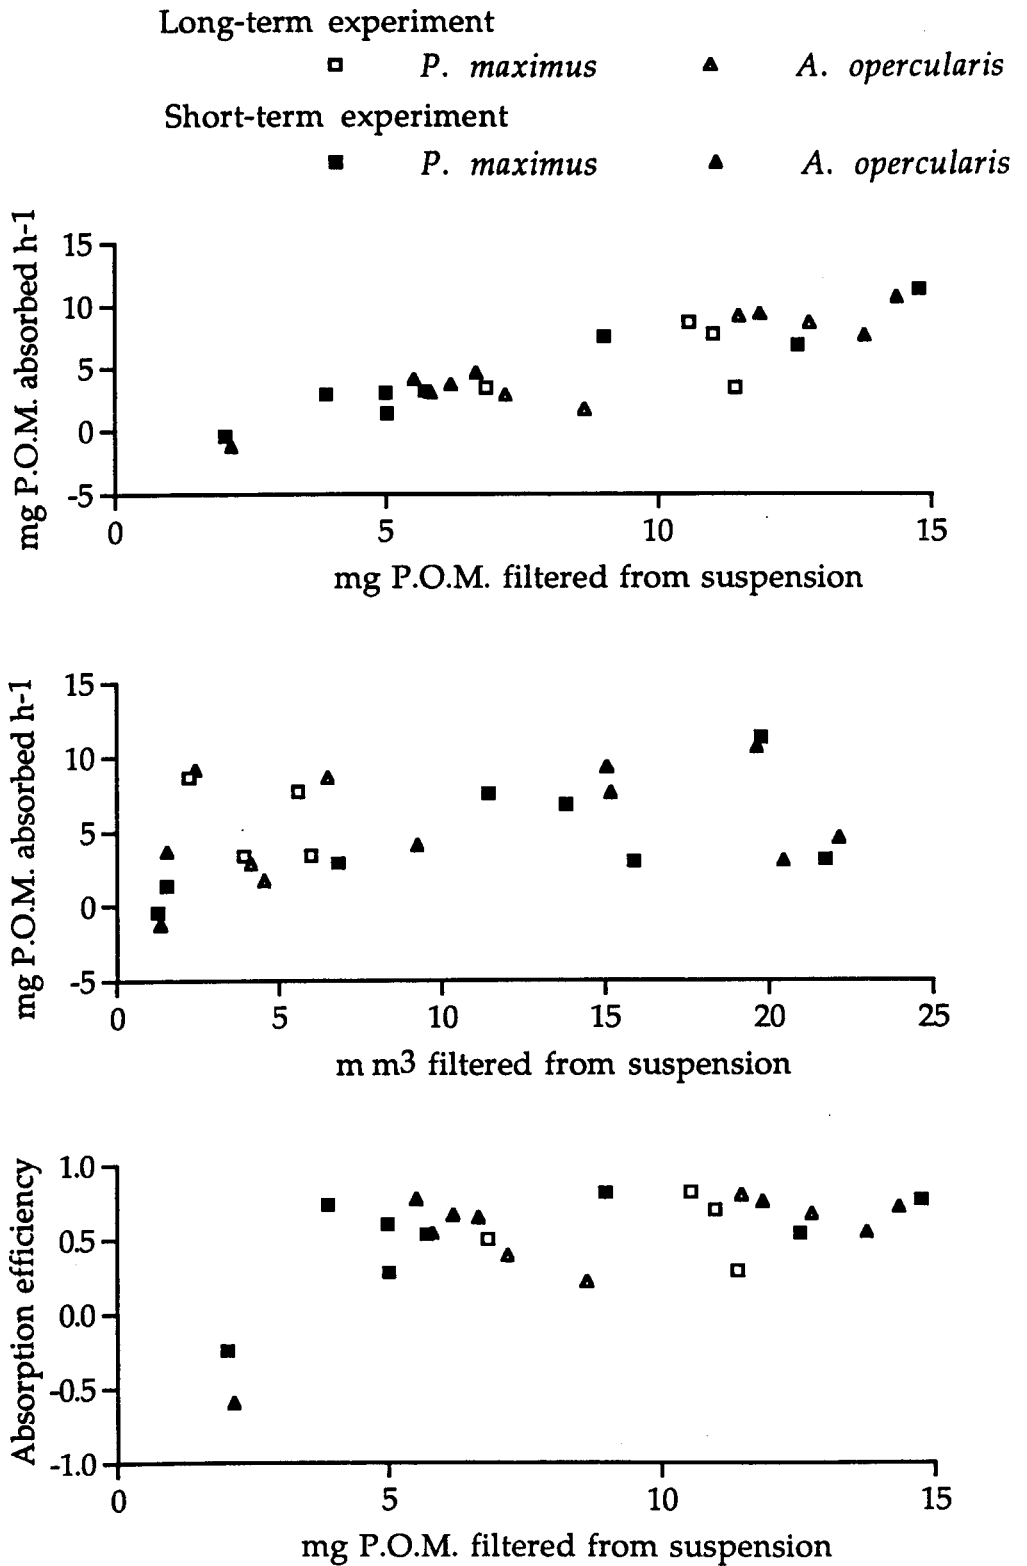 Long-term experiment
P. maximus A. opercularis
Short-term experiment
P. maximus A. opercularis
mg P.O.M. absorbed h-1
15
10
5
0
-5
0 5 10 15
mg P.O.M. filtered from suspension
mg P.O.M. absorbed h-1
15
10
5
0
-5
0 5 10 15 20 25
m m3 filtered from suspension
Absorption efficiency
1.0
0.5
0.0
-0.5
-1.0
0 5 10 15
mg P.O.M. filtered from suspension